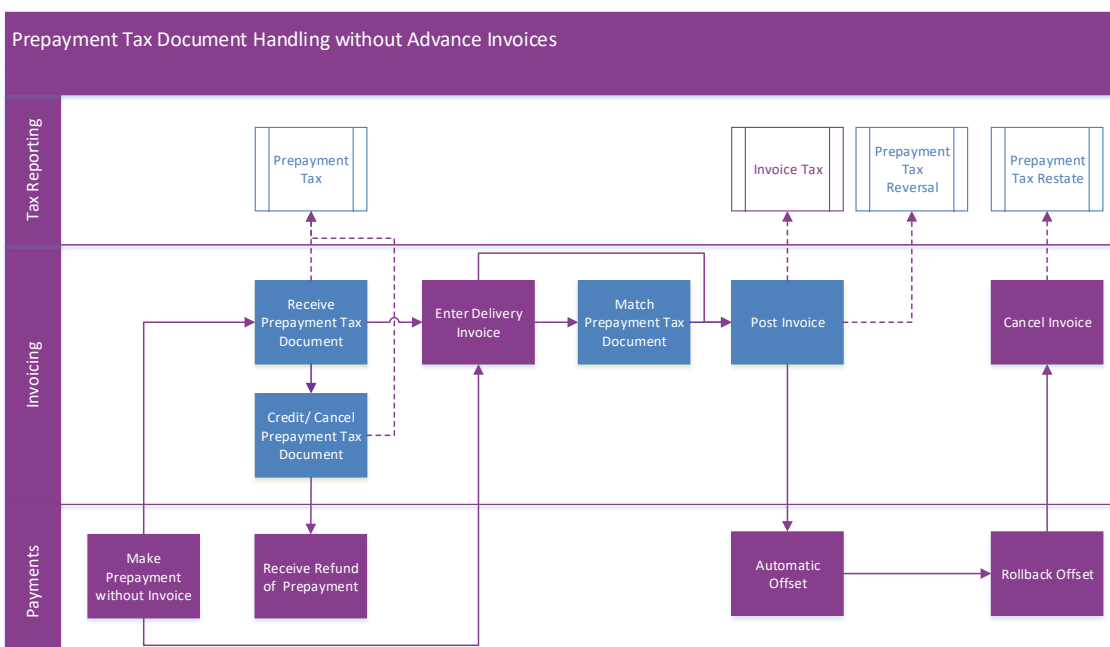 Prepayment Tax Document Handling without Advance Invoices
Tax Reporting
Prepayment
Tax
Invoice Tax
Prepayment
Tax
Reversal
Prepayment
Tax Restate
Invoicing
Receive
Prepayment Tax
Document
Enter Delivery
Invoice
Match
Prepayment Tax
Document
Post Invoice
Cancel Invoice
Credit/ Cancel
Prepayment Tax
Document
Payments
Make
Prepayment
without Invoice
Receive Refund
of Prepayment
Automatic
Offset
Rollback Offset